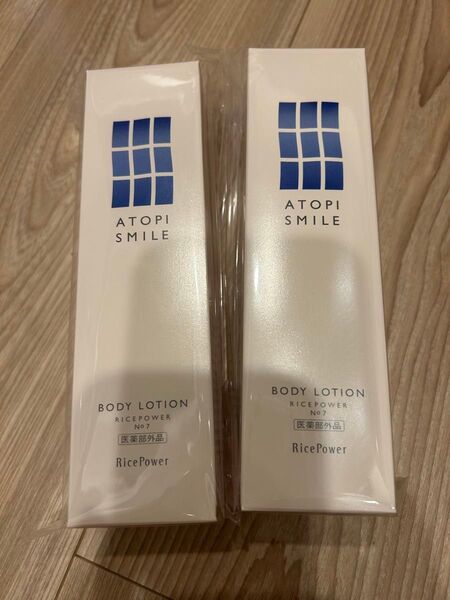 ATOPI
SMILE
BODY LOTION
RICEPOWER
No7
医薬部外品
RicePower
ATOPI
SMILE
BODY LOTION
RICEPOWER
No7
医薬部外品
RicePower